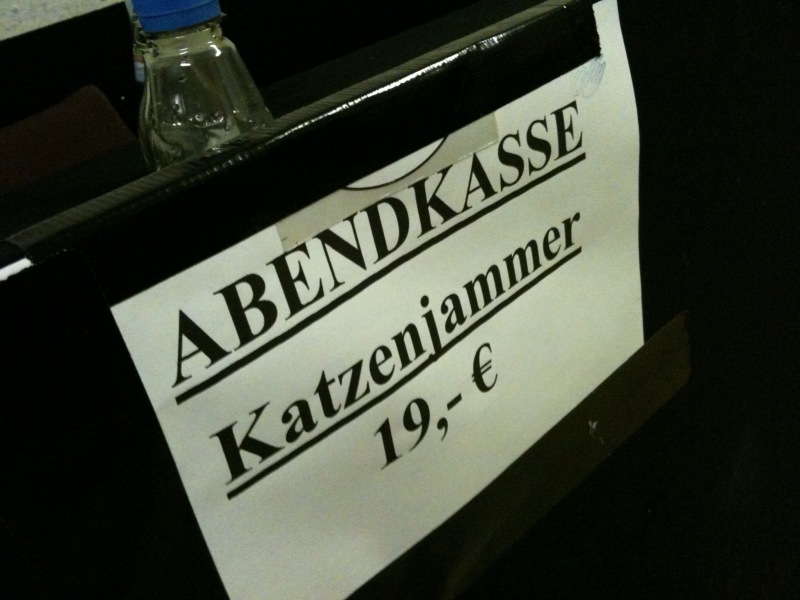 ABENDKASSE
Katzenjammer
19,- €